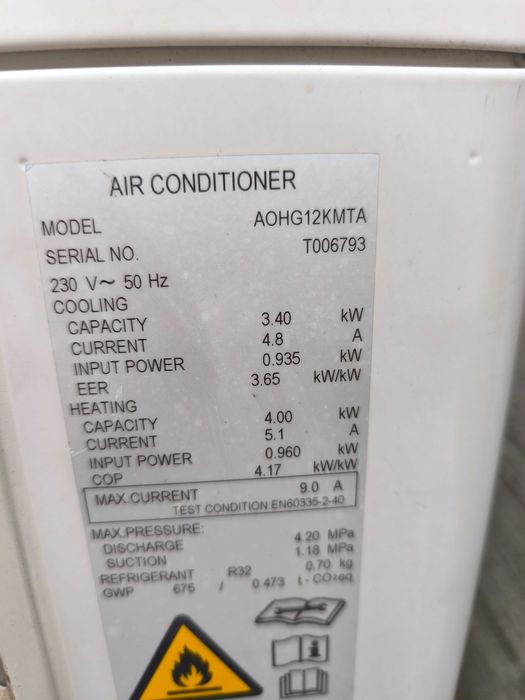 AIR CONDITIONER
MODEL AOHG12KMTA
SERIAL NO. T006793
230 V~ 50 Hz
COOLING
CAPACITY 3.40 kW
CURRENT 4.8 A
INPUT POWER 0.935 kW
EER 3.65 kW/kW
HEATING
CAPACITY 4.00 kW
CURRENT 5.1 A
INPUT POWER 0.960 kW
COP 4.17 kW/kW
MAX.CURRENT 9.0 A
TEST CONDITION EN60335-2-40
MAX.PRESSURE:
DISCHARGE 4.20 MPa
SUCTION 1.18 MPa
REFRIGERANT R32 0.70 kg
GWP 675 / 0.473 t-CO2eq